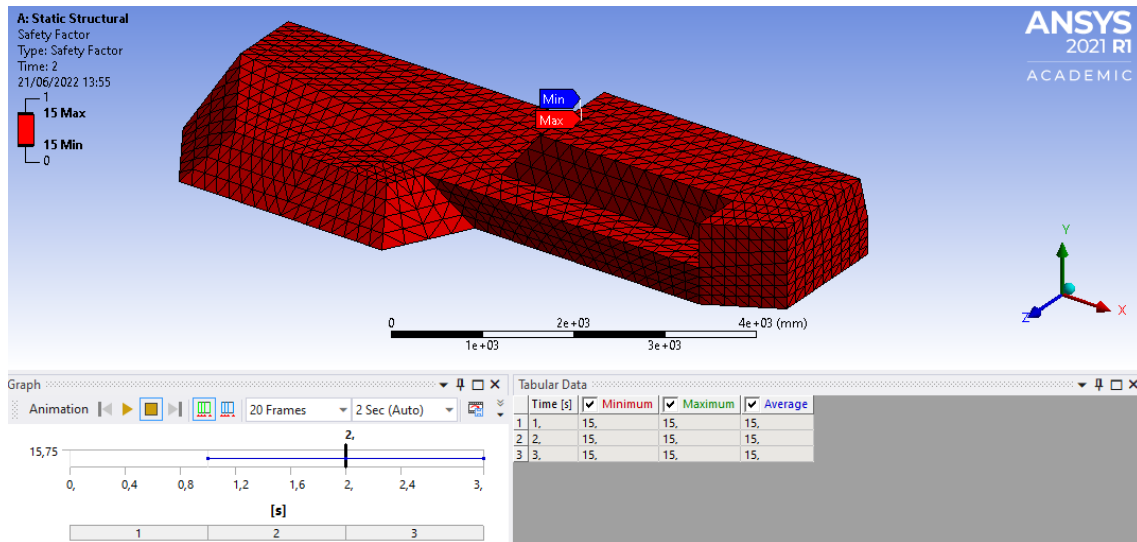 A: Static Structural
Safety Factor
Type: Safety Factor
Time: 2
21/06/2022 13:55
1
15 Max
15 Min
0
ANSYS
2021 R1
ACADEMIC
Min
Max
Y
X
Z
0 2e+03 4e+03 (mm)
1e+03 3e+03
Graph
Animation 20 Frames 2 Sec (Auto)
2,
15,75
0, 0,4 0,8 1,2 1,6 2, 2,4 3,
[s]
1 2 3
Tabular Data
Time [s] Minimum Maximum Average
1 1, 15, 15, 15,
2 2, 15, 15, 15,
3 3, 15, 15, 15,